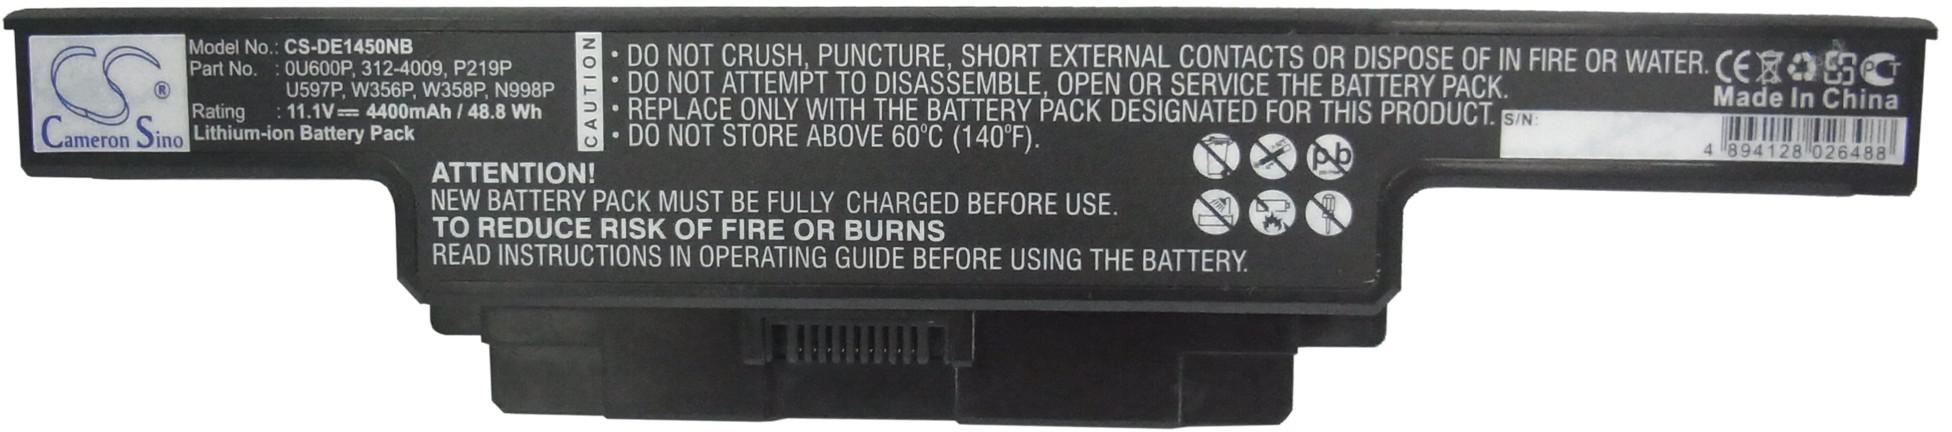 CS®
Cameron Sino
Model No.: CS-DE1450NB
Part No. : 0U600P, 312-4009, P219P
U597P, W356P, W358P, N998P
Rating : 11.1V⎓ 4400mAh / 48.8 Wh
Lithium-ion Battery Pack
CAUTION
• DO NOT CRUSH, PUNCTURE, SHORT EXTERNAL CONTACTS OR DISPOSE OF IN FIRE OR WATER.
• DO NOT ATTEMPT TO DISASSEMBLE, OPEN OR SERVICE THE BATTERY PACK.
• REPLACE ONLY WITH THE BATTERY PACK DESIGNATED FOR THIS PRODUCT.
• DO NOT STORE ABOVE 60°C (140°F).
CE
Made In China
S/N:
4 894128 026488
Pb
ATTENTION!
NEW BATTERY PACK MUST BE FULLY CHARGED BEFORE USE.
TO REDUCE RISK OF FIRE OR BURNS
READ INSTRUCTIONS IN OPERATING GUIDE BEFORE USING THE BATTERY.